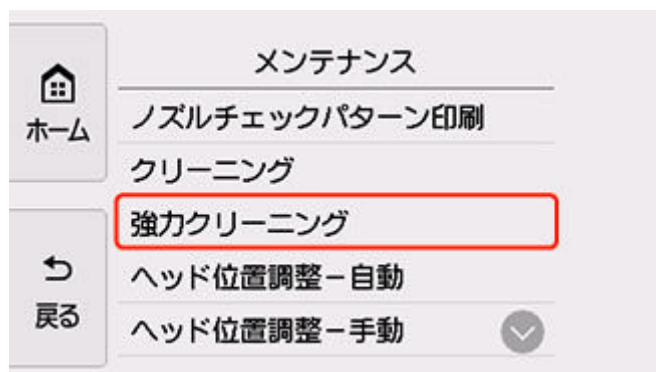 メンテナンス
ホーム
ノズルチェックパターン印刷
クリーニング
強力クリーニング
戻る
ヘッド位置調整－自動
ヘッド位置調整－手動